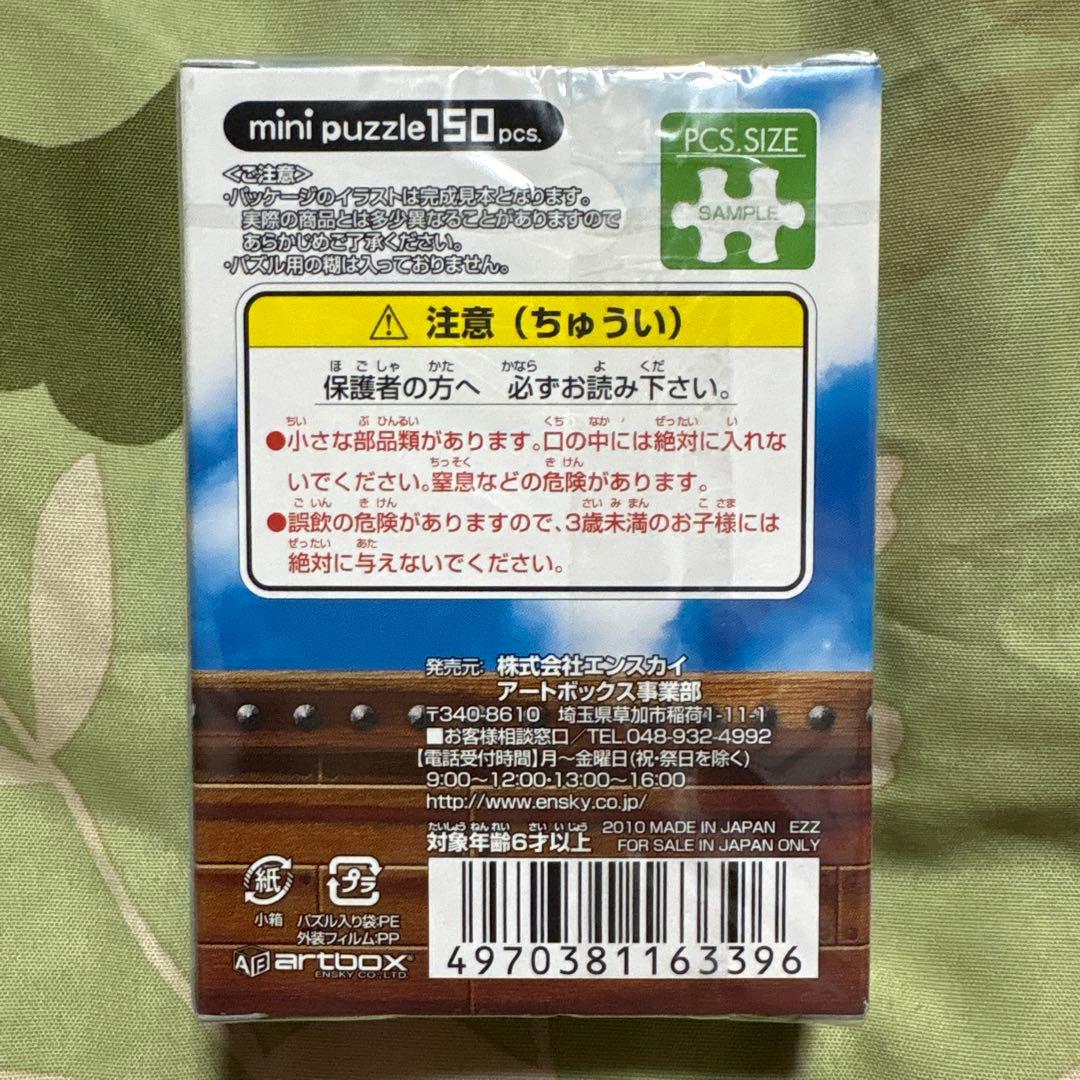 mini puzzle150pcs.
PCS.SIZE
SAMPLE
<ご注意>
・パッケージのイラストは完成見本となります。
実際の商品とは多少異なることがありますので
あらかじめご了承ください。
・パズル用の糊は入っておりません。
注意（ちゅうい）
ほごしゃ かた かなら よ くだ
保護者の方へ 必ずお読み下さい。
ちい ぶひんるい くち なか ぜったい い
●小さな部品類があります。口の中には絶対に入れな
ちっそく きけん
いでください。窒息などの危険があります。
ごいん きけん さいみまん こさま
●誤飲の危険がありますので、3歳未満のお子様には
ぜったい あた
絶対に与えないでください。
発売元: 株式会社エンスカイ
アートボックス事業部
〒340-8610 埼玉県草加市稲荷1-11-1
■お客様相談窓口／TEL.048-932-4992
【電話受付時間】月～金曜日(祝・祭日を除く)
9:00～12:00・13:00～16:00
http://www.ensky.co.jp/
たいしょうねんれい さいいじょう
対象年齢6才以上
2010 MADE IN JAPAN EZZ
FOR SALE IN JAPAN ONLY
紙
小箱
プラ
パズル入り袋:PE
外装フィルム:PP
AB artbox
ENSKY CO.,LTD.
4970381163396